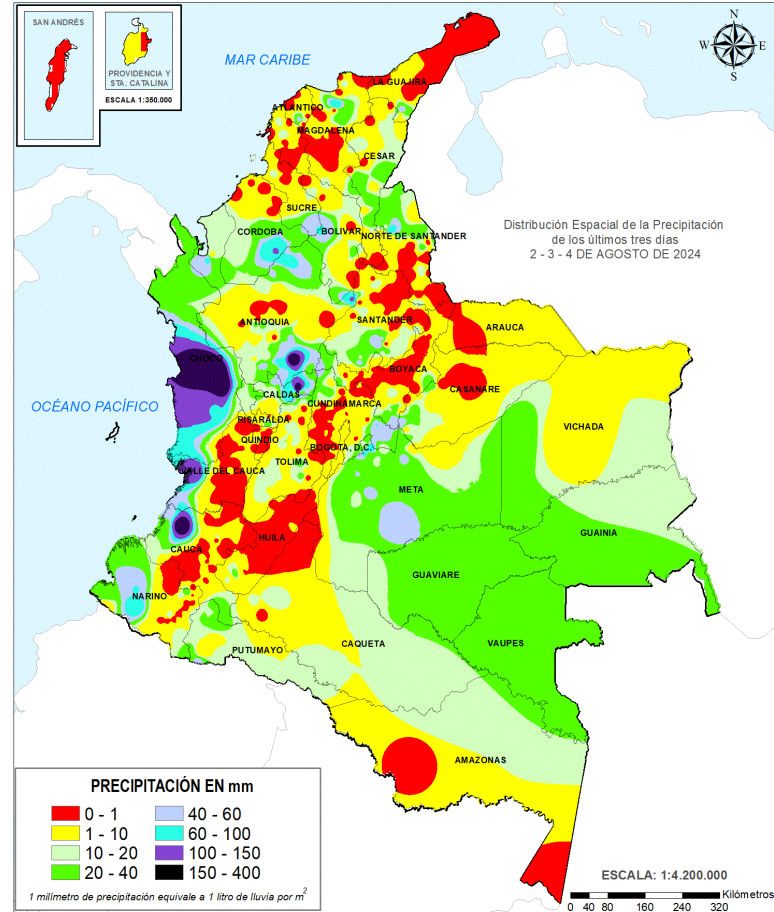 SAN ANDRÉS
PROVIDENCIA Y
STA. CATALINA
ESCALA 1:350.000
MAR CARIBE
N
W
E
S
LA GUAJIRA
ATLANTICO
MAGDALENA
CESAR
SUCRE
CORDOBA
BOLIVAR
NORTE DE SANTANDER
Distribución Espacial de la Precipitación
de los últimos tres días
2 - 3 - 4 DE AGOSTO DE 2024
ANTIOQUIA
SANTANDER
ARAUCA
CHOCO
BOYACA
CASANARE
CALDAS
CUNDINAMARCA
OCÉANO PACÍFICO
RISARALDA
VICHADA
QUINDIO
BOGOTA, D.C.
TOLIMA
VALLE DEL CAUCA
META
GUAINIA
HUILA
CAUCA
GUAVIARE
NARINO
CAQUETA
VAUPES
PUTUMAYO
AMAZONAS
PRECIPITACIÓN EN mm
0 - 1
40 - 60
1 - 10
60 - 100
10 - 20
100 - 150
20 - 40
150 - 400
1 milímetro de precipitación equivale a 1 litro de lluvia por m²
ESCALA: 1:4.200.000
Kilómetros
0 40 80 160 240 320